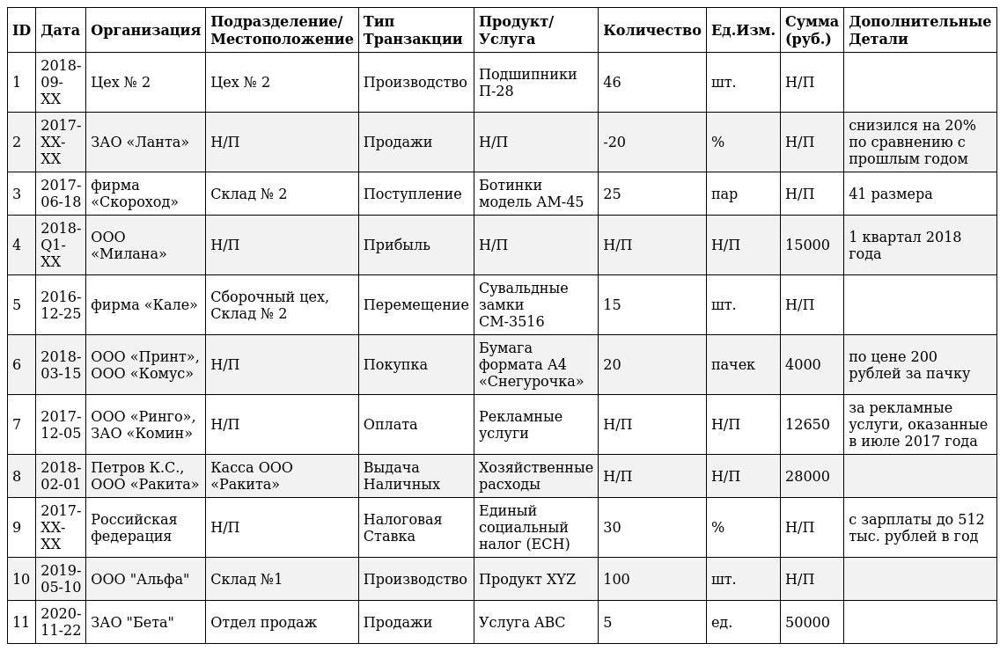 ID Дата Организация Подразделение/ Местоположение Тип Транзакции Продукт/ Услуга Количество Ед.Изм. Сумма (руб.) Дополнительные Детали
1 2018-09-XX Цех № 2 Цех № 2 Производство Подшипники П-28 46 шт. Н/П
2 2017-XX-XX ЗАО «Ланта» Н/П Продажи Н/П -20 % Н/П снизился на 20% по сравнению с прошлым годом
3 2017-06-18 фирма «Скороход» Склад № 2 Поступление Ботинки модель АМ-45 25 пар Н/П 41 размера
4 2018-Q1-XX ООО «Милана» Н/П Прибыль Н/П Н/П Н/П 15000 1 квартал 2018 года
5 2016-12-25 фирма «Кале» Сборочный цех, Склад № 2 Перемещение Сувальдные замки СМ-3516 15 шт. Н/П
6 2018-03-15 ООО «Принт», ООО «Комус» Н/П Покупка Бумага формата А4 «Снегурочка» 20 пачек 4000 по цене 200 рублей за пачку
7 2017-12-05 ООО «Ринго», ЗАО «Комин» Н/П Оплата Рекламные услуги Н/П Н/П 12650 за рекламные услуги, оказанные в июле 2017 года
8 2018-02-01 Петров К.С., ООО «Ракита» Касса ООО «Ракита» Выдача Наличных Хозяйственные расходы Н/П Н/П 28000
9 2017-XX-XX Российская федерация Н/П Налоговая Ставка Единый социальный налог (ЕСН) 30 % Н/П с зарплаты до 512 тыс. рублей в год
10 2019-05-10 ООО "Альфа" Склад №1 Производство Продукт XYZ 100 шт. Н/П
11 2020-11-22 ЗАО "Бета" Отдел продаж Продажи Услуга ABC 5 ед. 50000